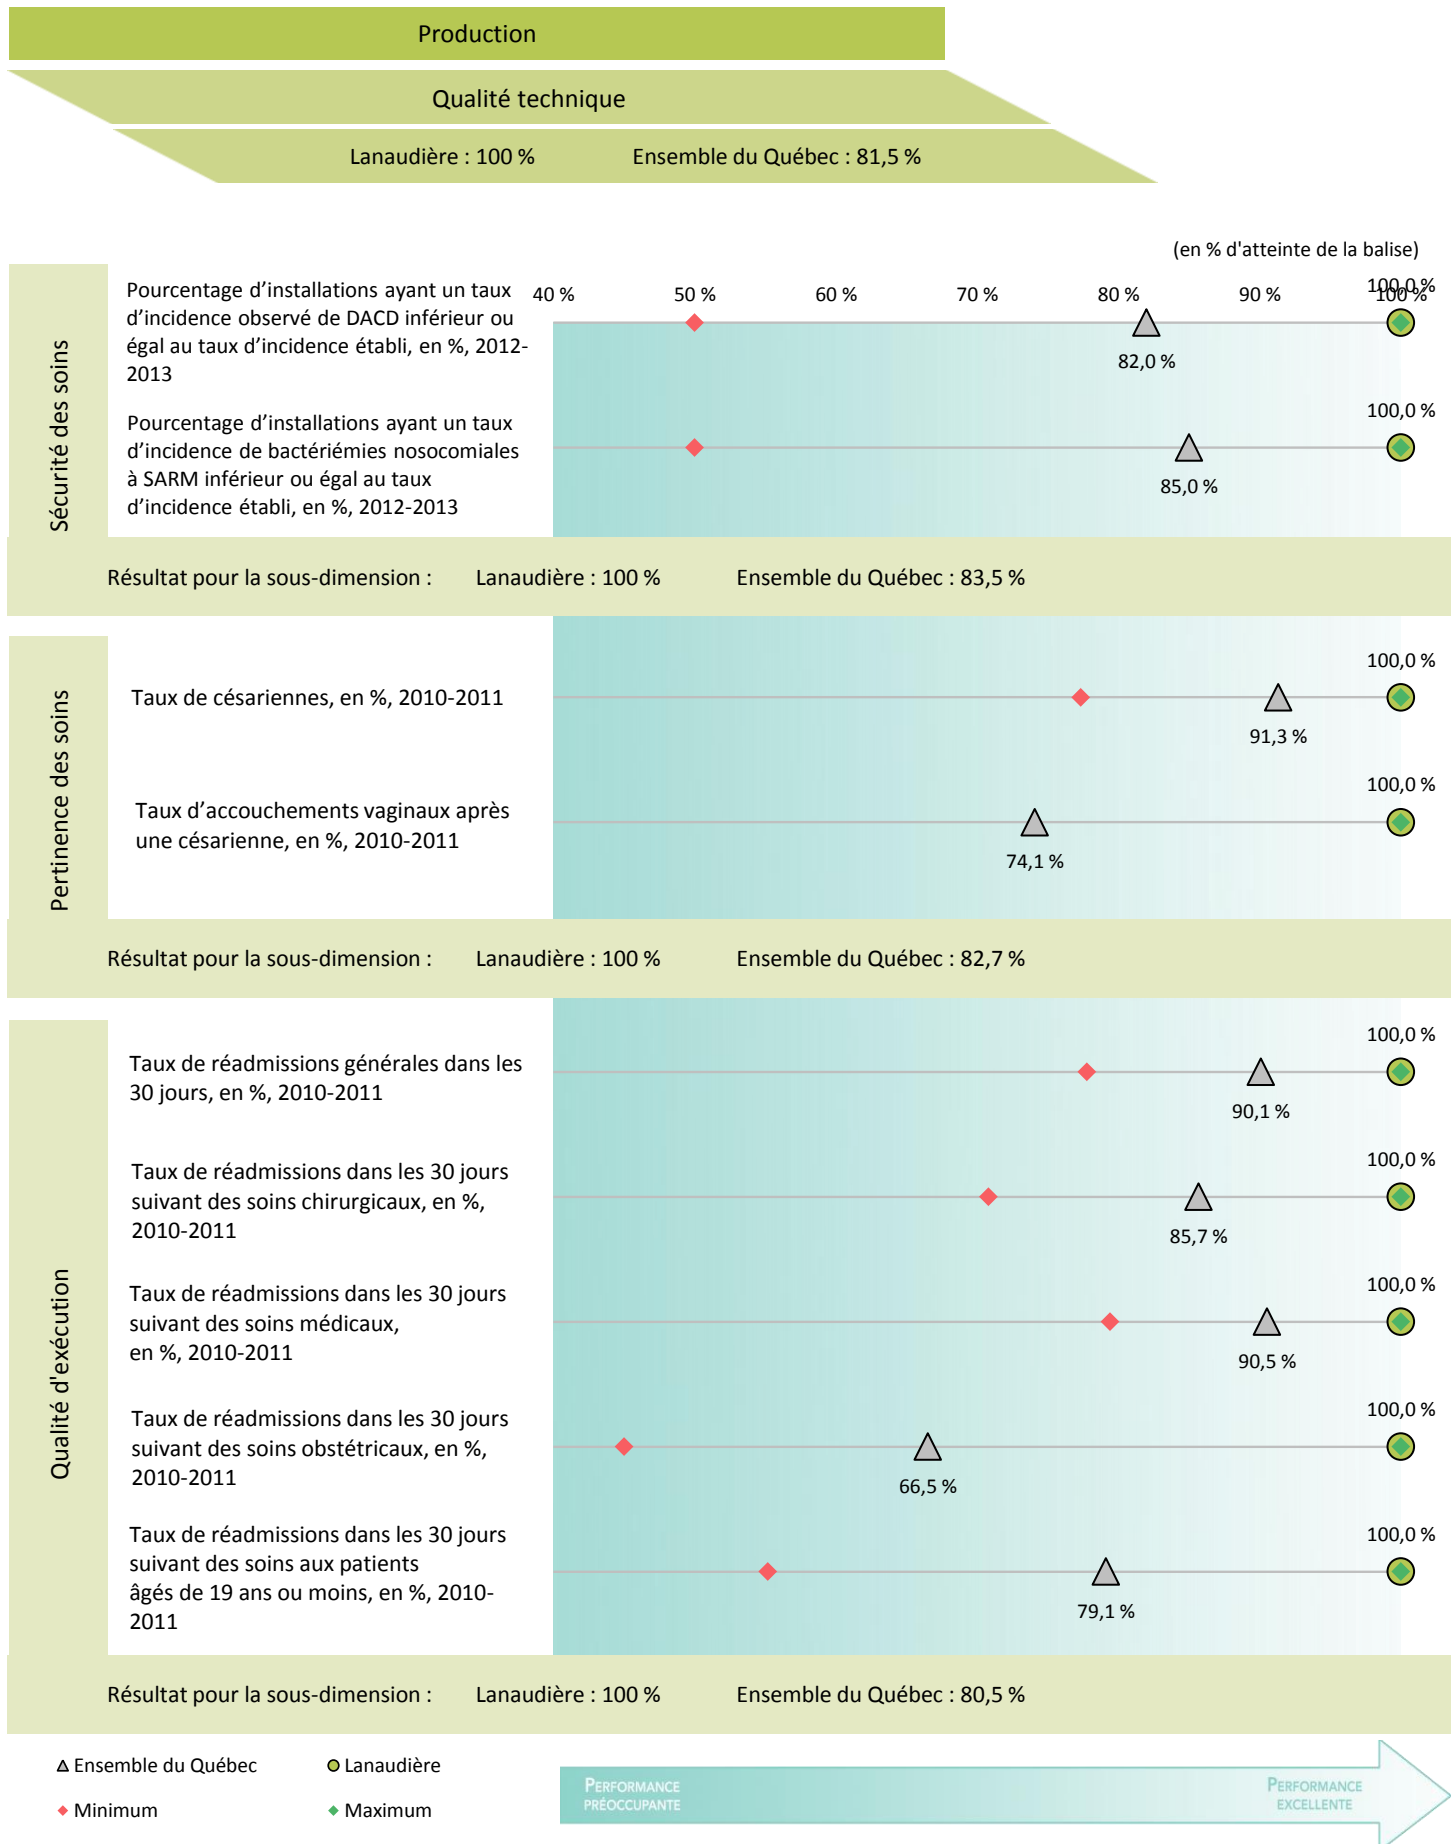 Production
Qualité technique
Lanaudière : 100 % Ensemble du Québec : 81,5 %
(en % d'atteinte de la balise)
40 % 50 % 60 % 70 % 80 % 90 % 100%
Sécurité des soins
Pourcentage d’installations ayant un taux
d’incidence observé de DACD inférieur ou
égal au taux d’incidence établi, en %, 2012-
2013
100,0 %
82,0 %
Pourcentage d’installations ayant un taux
d’incidence de bactériémies nosocomiales
à SARM inférieur ou égal au taux
d’incidence établi, en %, 2012-2013
100,0 %
85,0 %
Résultat pour la sous-dimension : Lanaudière : 100 % Ensemble du Québec : 83,5 %
Pertinence des soins
Taux de césariennes, en %, 2010-2011
100,0 %
91,3 %
Taux d’accouchements vaginaux après
une césarienne, en %, 2010-2011
100,0 %
74,1 %
Résultat pour la sous-dimension : Lanaudière : 100 % Ensemble du Québec : 82,7 %
Qualité d'exécution
Taux de réadmissions générales dans les
30 jours, en %, 2010-2011
100,0 %
90,1 %
Taux de réadmissions dans les 30 jours
suivant des soins chirurgicaux, en %,
2010-2011
100,0 %
85,7 %
Taux de réadmissions dans les 30 jours
suivant des soins médicaux,
en %, 2010-2011
100,0 %
90,5 %
Taux de réadmissions dans les 30 jours
suivant des soins obstétricaux, en %,
2010-2011
100,0 %
66,5 %
Taux de réadmissions dans les 30 jours
suivant des soins aux patients
âgés de 19 ans ou moins, en %, 2010-
2011
100,0 %
79,1 %
Résultat pour la sous-dimension : Lanaudière : 100 % Ensemble du Québec : 80,5 %
Ensemble du Québec Lanaudière
Minimum Maximum
PERFORMANCE
PRÉOCCUPANTE
PERFORMANCE
EXCELLENTE